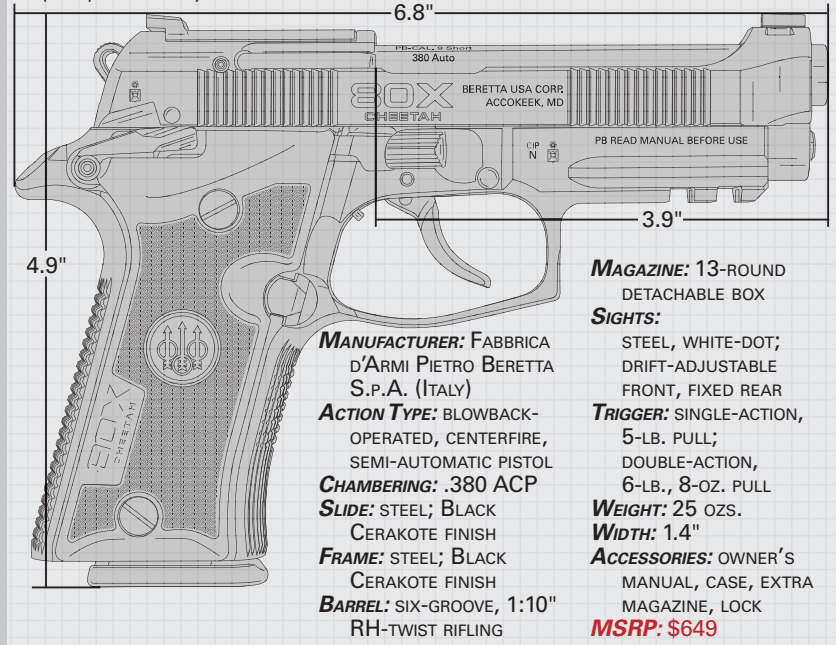 6.8"
PB-CAL. 9 Short
380 Auto
80X
CHEETAH
BERETTA USA CORP.
ACCOKEEK, MD
CIP
N
PB READ MANUAL BEFORE USE
3.9"
4.9"
80X
CHEETAH
Manufacturer: Fabbrica
d'Armi Pietro Beretta
S.p.A. (Italy)
Action Type: blowback-
operated, centerfire,
semi-automatic pistol
Chambering: .380 ACP
Slide: steel; Black
Cerakote finish
Frame: steel; Black
Cerakote finish
Barrel: six-groove, 1:10"
RH-twist rifling
Magazine: 13-round
detachable box
Sights:
steel, white-dot;
drift-adjustable
front, fixed rear
Trigger: single-action,
5-lb. pull;
double-action,
6-lb., 8-oz. pull
Weight: 25 ozs.
Width: 1.4"
Accessories: owner's
manual, case, extra
magazine, lock
MSRP: $649